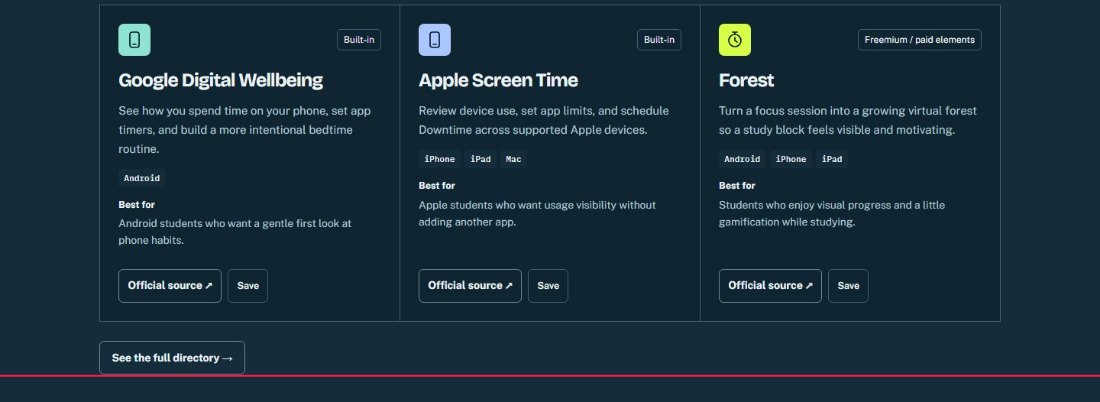 Built-in
Google Digital Wellbeing
See how you spend time on your phone, set app
timers, and build a more intentional bedtime
routine.
Android
Best for
Android students who want a gentle first look at
phone habits.
Official source ↗
Save
Built-in
Apple Screen Time
Review device use, set app limits, and schedule
Downtime across supported Apple devices.
iPhone iPad Mac
Best for
Apple students who want usage visibility without
adding another app.
Official source ↗
Save
Freemium / paid elements
Forest
Turn a focus session into a growing virtual forest
so a study block feels visible and motivating.
Android iPhone iPad
Best for
Students who enjoy visual progress and a little
gamification while studying.
Official source ↗
Save
See the full directory →